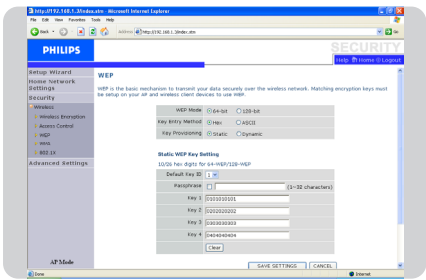 http://192.168.1.3/index.stm - Microsoft Internet Explorer
File Edit View Favorites Tools Help
Back
Address http://192.168.1.3/index.stm
Go
PHILIPS
SECURITY
Help Home Logout
Setup Wizard
Home Network Settings
Security
Wireless
Wireless Encryption
Access Control
WEP
WPA
802.1X
Advanced Settings
AP Mode
WEP
WEP is the basic mechanism to transmit your data securely over the wireless network. Matching encryption keys must
be setup on your AP and wireless client devices to use WEP.
WEP Mode 64-bit 128-bit
Key Entry Method Hex ASCII
Key Provisioning Static Dynamic
Static WEP Key Setting
10/26 hex digits for 64-WEP/128-WEP
Default Key ID 1
Passphrase (1~32 characters)
Key 1 0101010101
Key 2 0202020202
Key 3 0303030303
Key 4 0404040404
Clear
SAVE SETTINGS CANCEL
Done
Internet